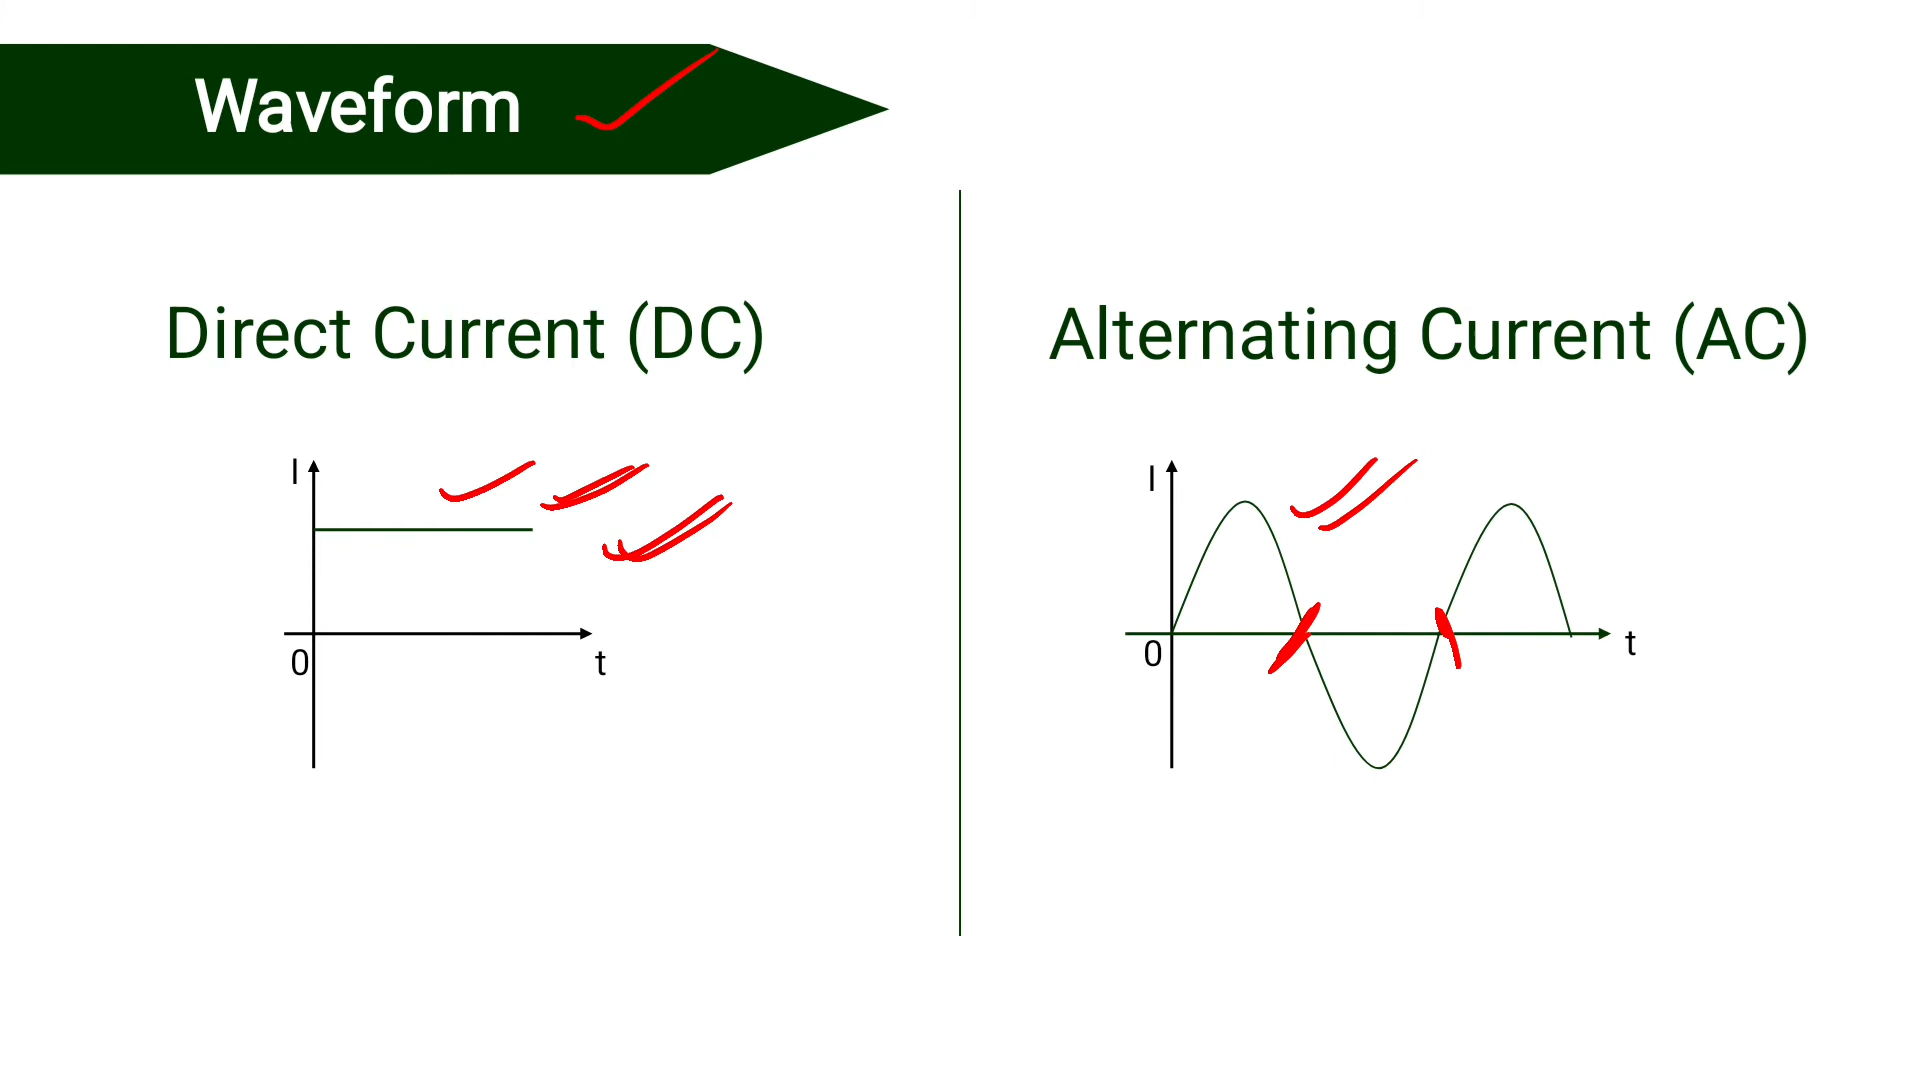 Waveform
Direct Current (DC)
I
0
t
Alternating Current (AC)
I
0
t